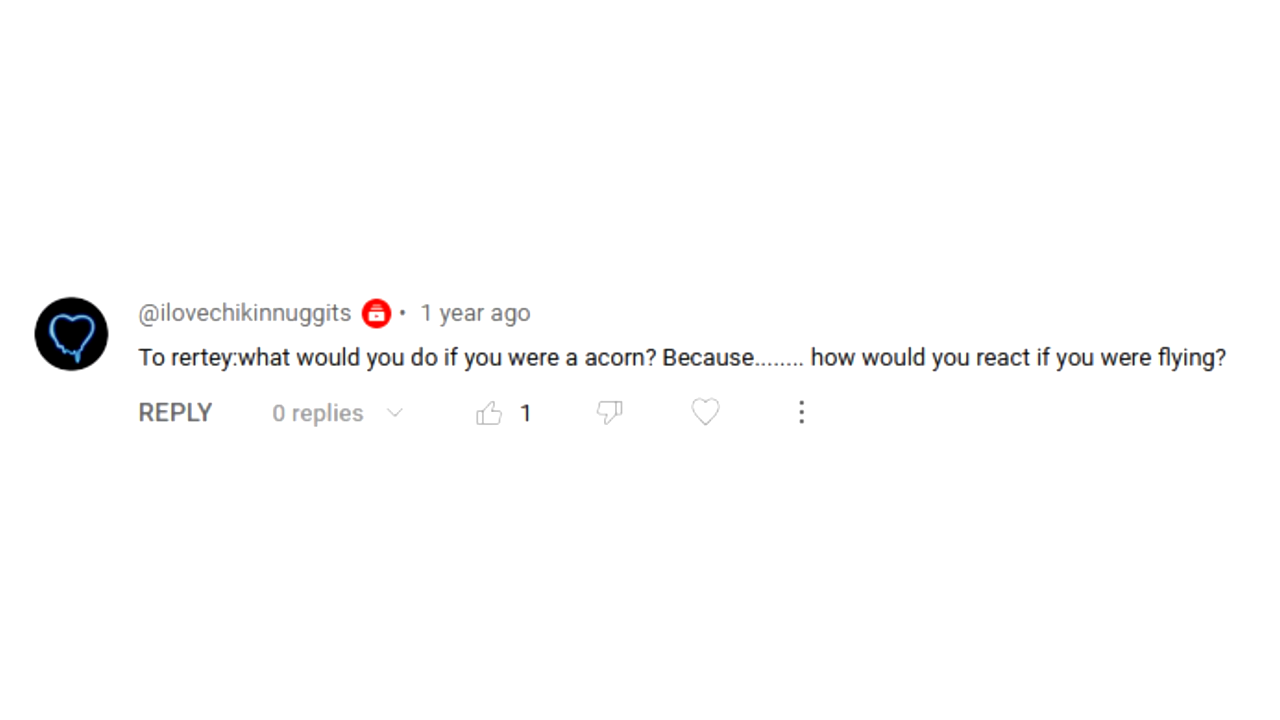 @ilovechikinnuggits • 1 year ago
To rertey:what would you do if you were a acorn? Because........ how would you react if you were flying?
REPLY 0 replies 1